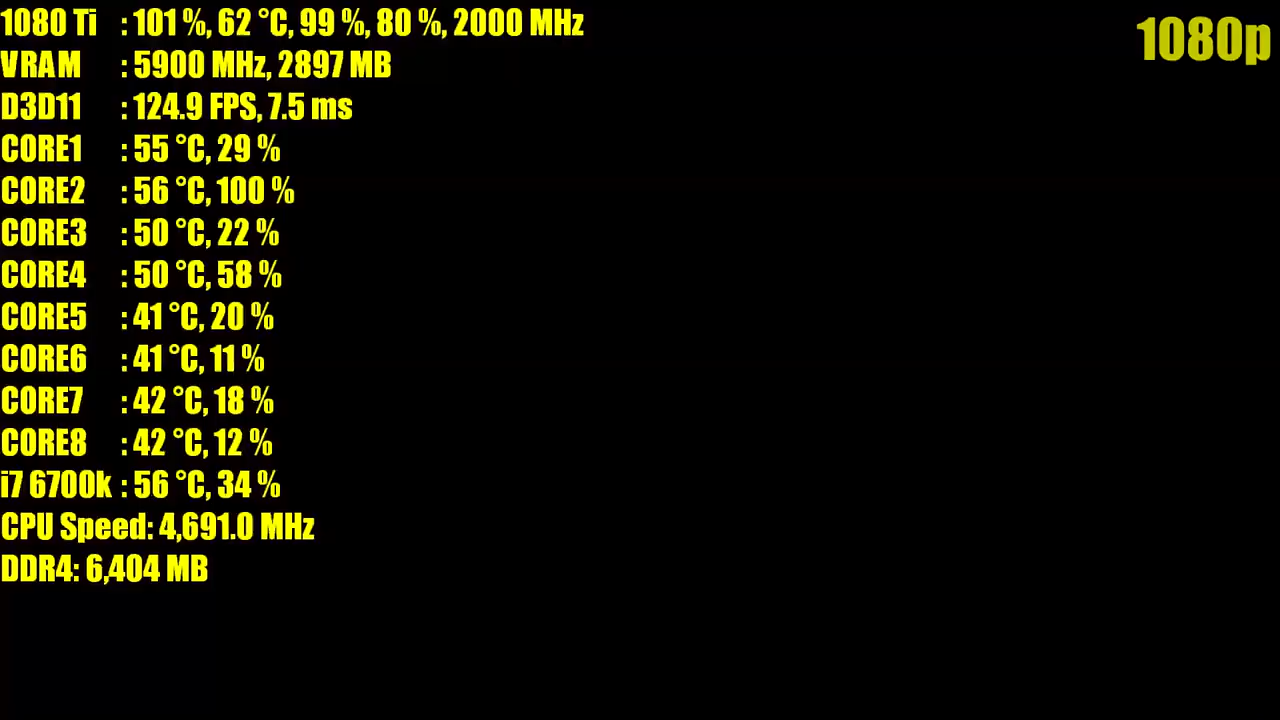 1080 Ti : 101 %, 62 °C, 99 %, 80 %, 2000 MHz
1080p
VRAM : 5900 MHz, 2897 MB
D3D11 : 124.9 FPS, 7.5 ms
CORE1 : 55 °C, 29 %
CORE2 : 56 °C, 100 %
CORE3 : 50 °C, 22 %
CORE4 : 50 °C, 58 %
CORE5 : 41 °C, 20 %
CORE6 : 41 °C, 11 %
CORE7 : 42 °C, 18 %
CORE8 : 42 °C, 12 %
i7 6700k : 56 °C, 34 %
CPU Speed: 4,691.0 MHz
DDR4: 6,404 MB